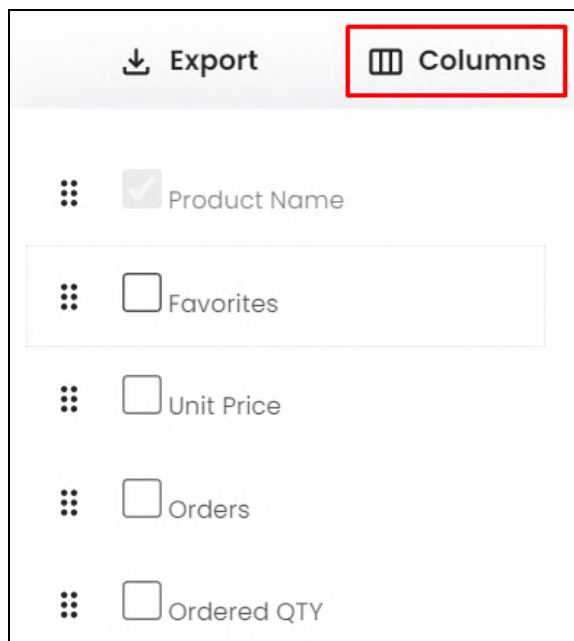 Export Columns
Product Name
Favorites
Unit Price
Orders
Ordered QTY